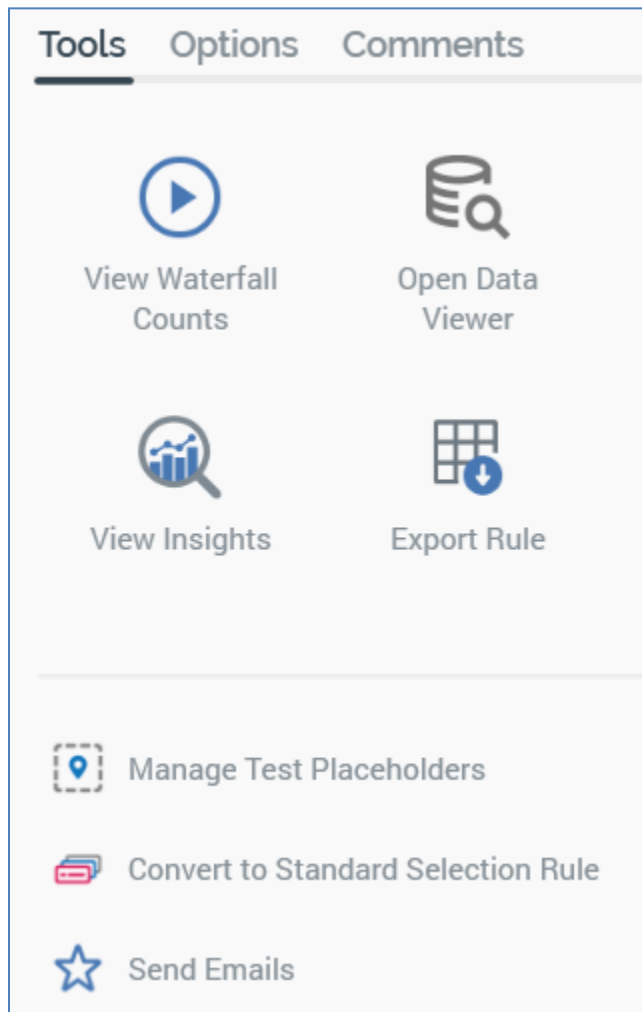 Tools Options Comments
View Waterfall
Counts
Open Data
Viewer
View Insights
Export Rule
Manage Test Placeholders
Convert to Standard Selection Rule
Send Emails